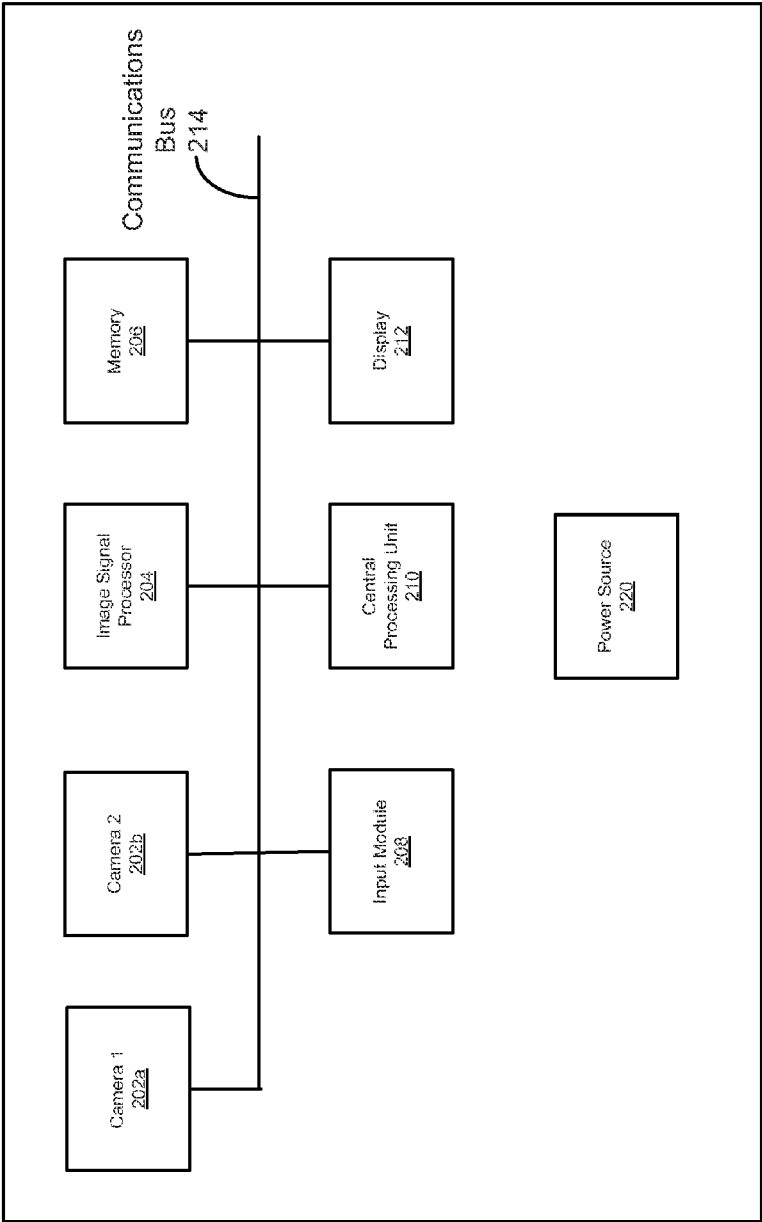 Camera 1
202a
Camera 2
202b
Image Signal
Processor
204
Memory
206
Communications
Bus
214
Input Module
208
Central
Processing Unit
210
Display
212
Power Source
220